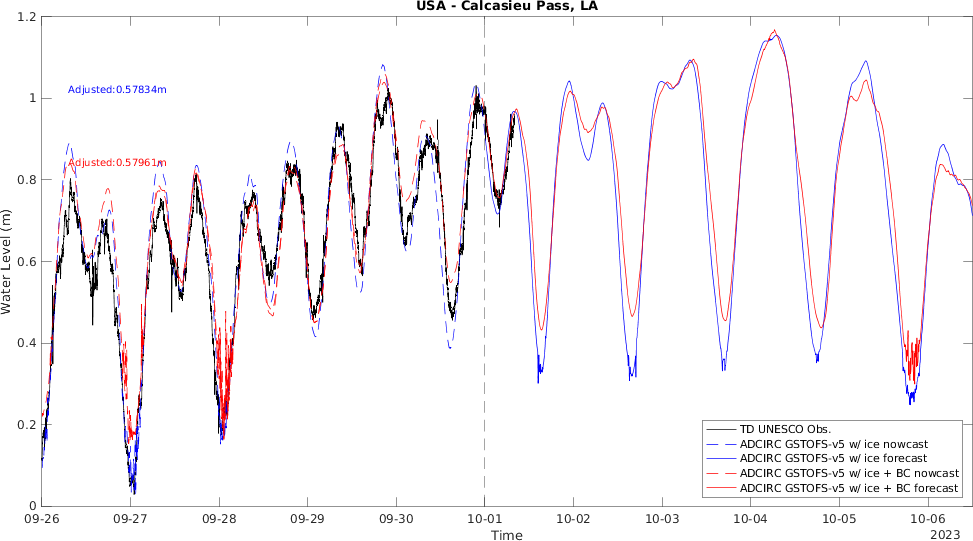 USA - Calcasieu Pass, LA
1.2
1
0.8
0.6
0.4
0.2
0
Water Level (m)
Adjusted:0.57834m
Adjusted:0.57961m
TD UNESCO Obs.
ADCIRC GSTOFS-v5 w/ ice nowcast
ADCIRC GSTOFS-v5 w/ ice forecast
ADCIRC GSTOFS-v5 w/ ice + BC nowcast
ADCIRC GSTOFS-v5 w/ ice + BC forecast
09-26 09-27 09-28 09-29 09-30 10-01 10-02 10-03 10-04 10-05 10-06
2023
Time